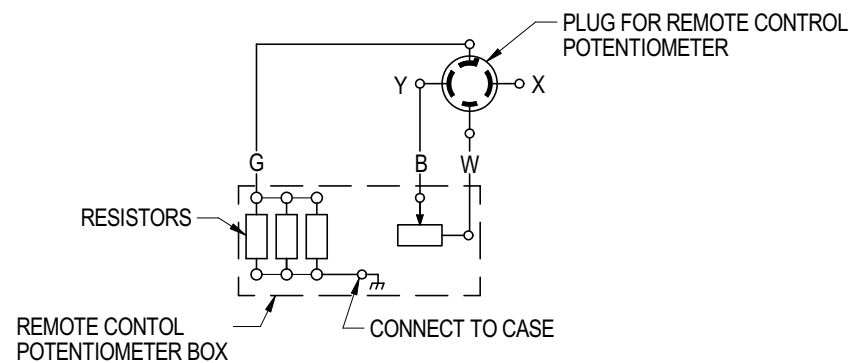 PLUG FOR REMOTE CONTROL
POTENTIOMETER
Y
X
G
B
W
RESISTORS
REMOTE CONTOL
POTENTIOMETER BOX
CONNECT TO CASE